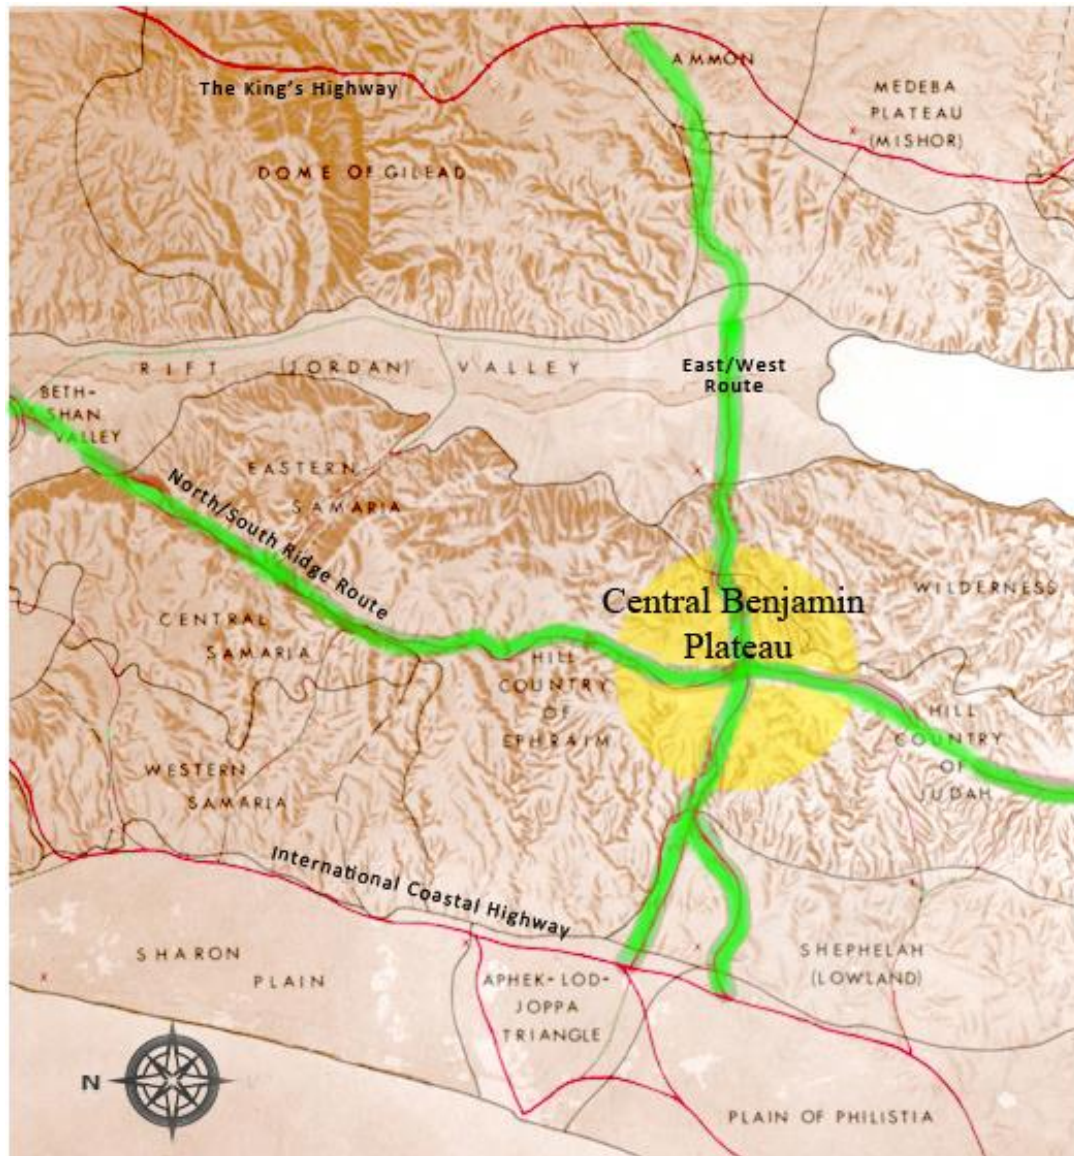 AMMON
The King's Highway
MEDEBA
PLATEAU
(MISHOR)
DOME OF GILEAD
RIFT (JORDAN) VALLEY
East/West
Route
BETH-
SHAN
VALLEY
EASTERN
SAMARIA
North/South Ridge Route
Central Benjamin
Plateau
WILDERNESS
CENTRAL
SAMARIA
HILL
COUNTRY
OF
EPHRAIM
HILL
COUNTRY
OF
JUDAH
WESTERN
SAMARIA
International Coastal Highway
SHARON
PLAIN
APHEK-LOD-
JOPPA
TRIANGLE
SHEPHELAH
(LOWLAND)
N
PLAIN OF PHILISTIA